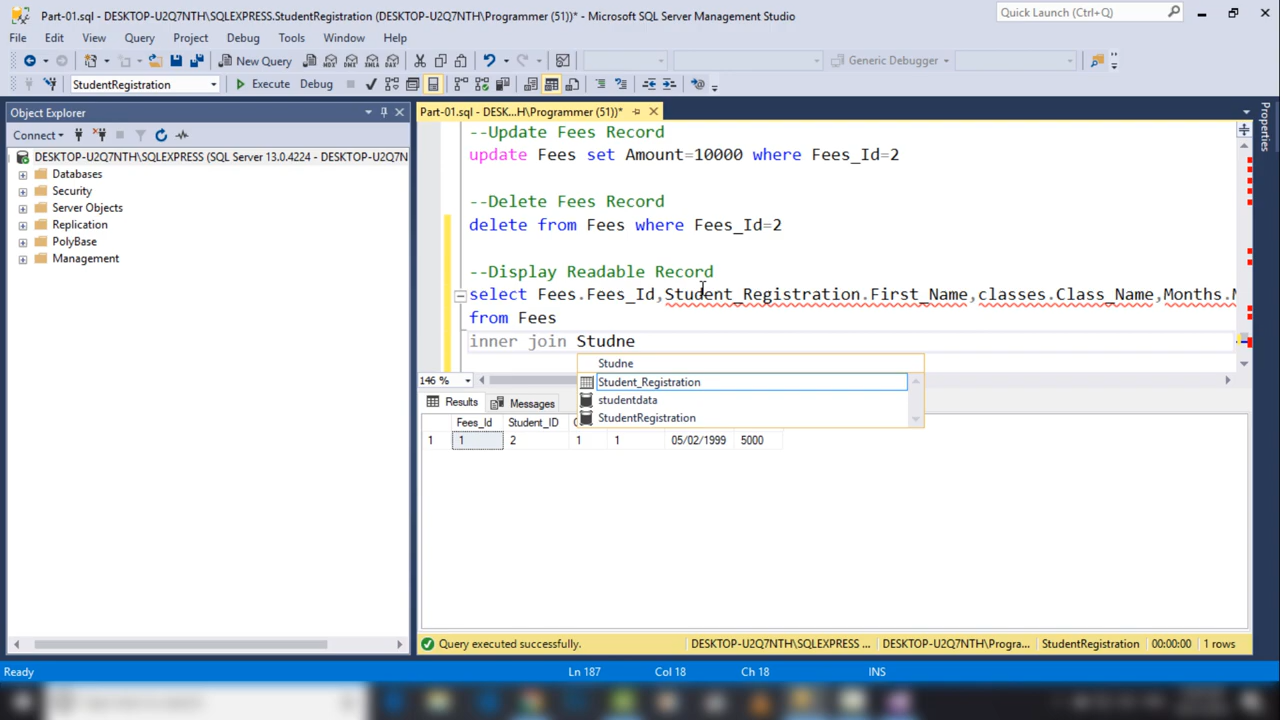 Part-01.sql - DESKTOP-U2Q7NTH\SQLEXPRESS.StudentRegistration (DESKTOP-U2Q7NTH\Programmer (51))* - Microsoft SQL Server Management Studio
Quick Launch (Ctrl+Q)
File Edit View Query Project Debug Tools Window Help
New Query
Generic Debugger
StudentRegistration
Execute Debug
Object Explorer
Part-01.sql - DESK...H\Programmer (51))*
Properties
Connect
DESKTOP-U2Q7NTH\SQLEXPRESS (SQL Server 13.0.4224 - DESKTOP-U2Q7N
Databases
Security
Server Objects
Replication
PolyBase
Management
--Update Fees Record
update Fees set Amount=10000 where Fees_Id=2
--Delete Fees Record
delete from Fees where Fees_Id=2
--Display Readable Record
select Fees.Fees_Id,Student_Registration.First_Name,classes.Class_Name,Months.M
from Fees
inner join Studne
Studne
Student_Registration
studentdata
StudentRegistration
146 %
Results Messages
Fees_Id Student_ID
1 1 2 1 1 05/02/1999 5000
Query executed successfully. DESKTOP-U2Q7NTH\SQLEXPRESS ... DESKTOP-U2Q7NTH\Progra... StudentRegistration 00:00:00 1 rows
Ready Ln 187 Col 18 Ch 18 INS